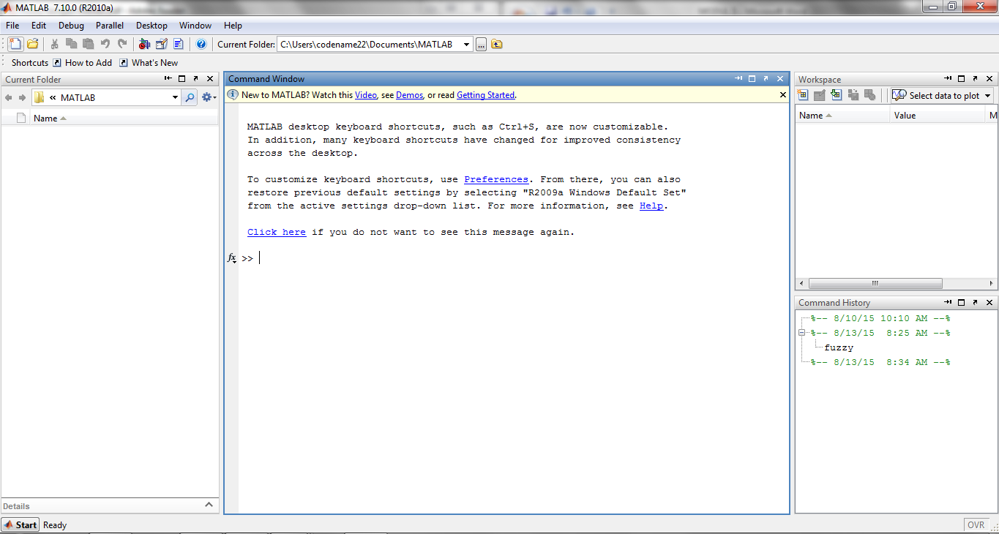 MATLAB 7.10.0 (R2010a)
File Edit Debug Parallel Desktop Window Help
Current Folder: C:\Users\codename22\Documents\MATLAB ...
Shortcuts How to Add What's New
Current Folder
« MATLAB
Name
Details
Command Window
New to MATLAB? Watch this Video, see Demos, or read Getting Started.
MATLAB desktop keyboard shortcuts, such as Ctrl+S, are now customizable.
In addition, many keyboard shortcuts have changed for improved consistency
across the desktop.
To customize keyboard shortcuts, use Preferences. From there, you can also
restore previous default settings by selecting "R2009a Windows Default Set"
from the active settings drop-down list. For more information, see Help.
Click here if you do not want to see this message again.
fx >>
Workspace
Select data to plot
Name Value M
Command History
%-- 8/10/15 10:10 AM --%
%-- 8/13/15 8:25 AM --%
fuzzy
%-- 8/13/15 8:34 AM --%
Start Ready
OVR